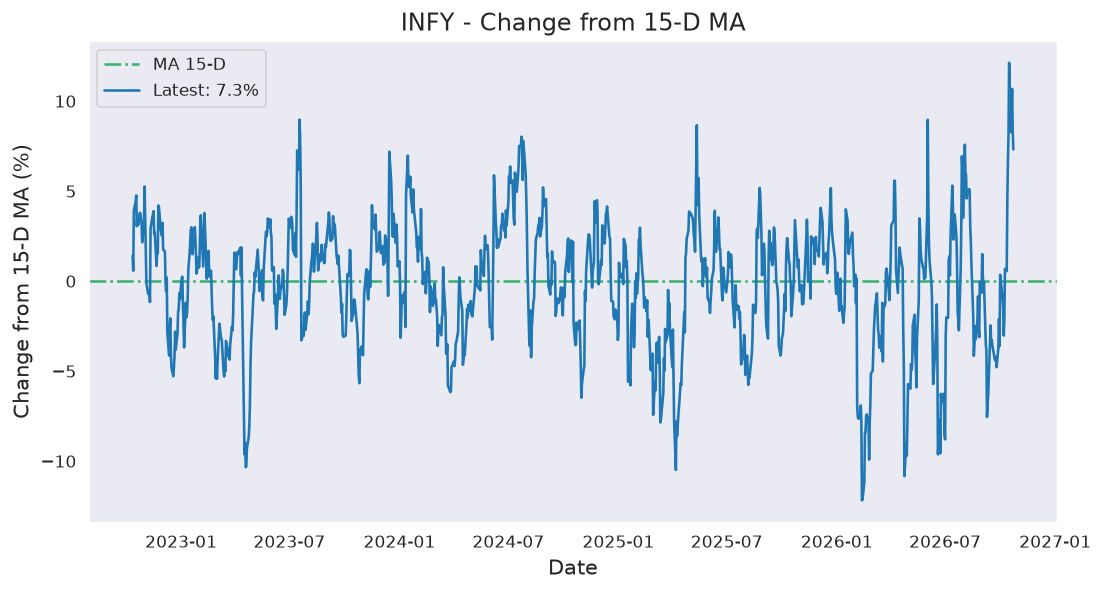 INFY - Change from 15-D MA
MA 15-D
Latest: 7.3%
Change from 15-D MA (%)
10
5
0
−5
−10
2023-01 2023-07 2024-01 2024-07 2025-01 2025-07 2026-01 2026-07 2027-01
Date